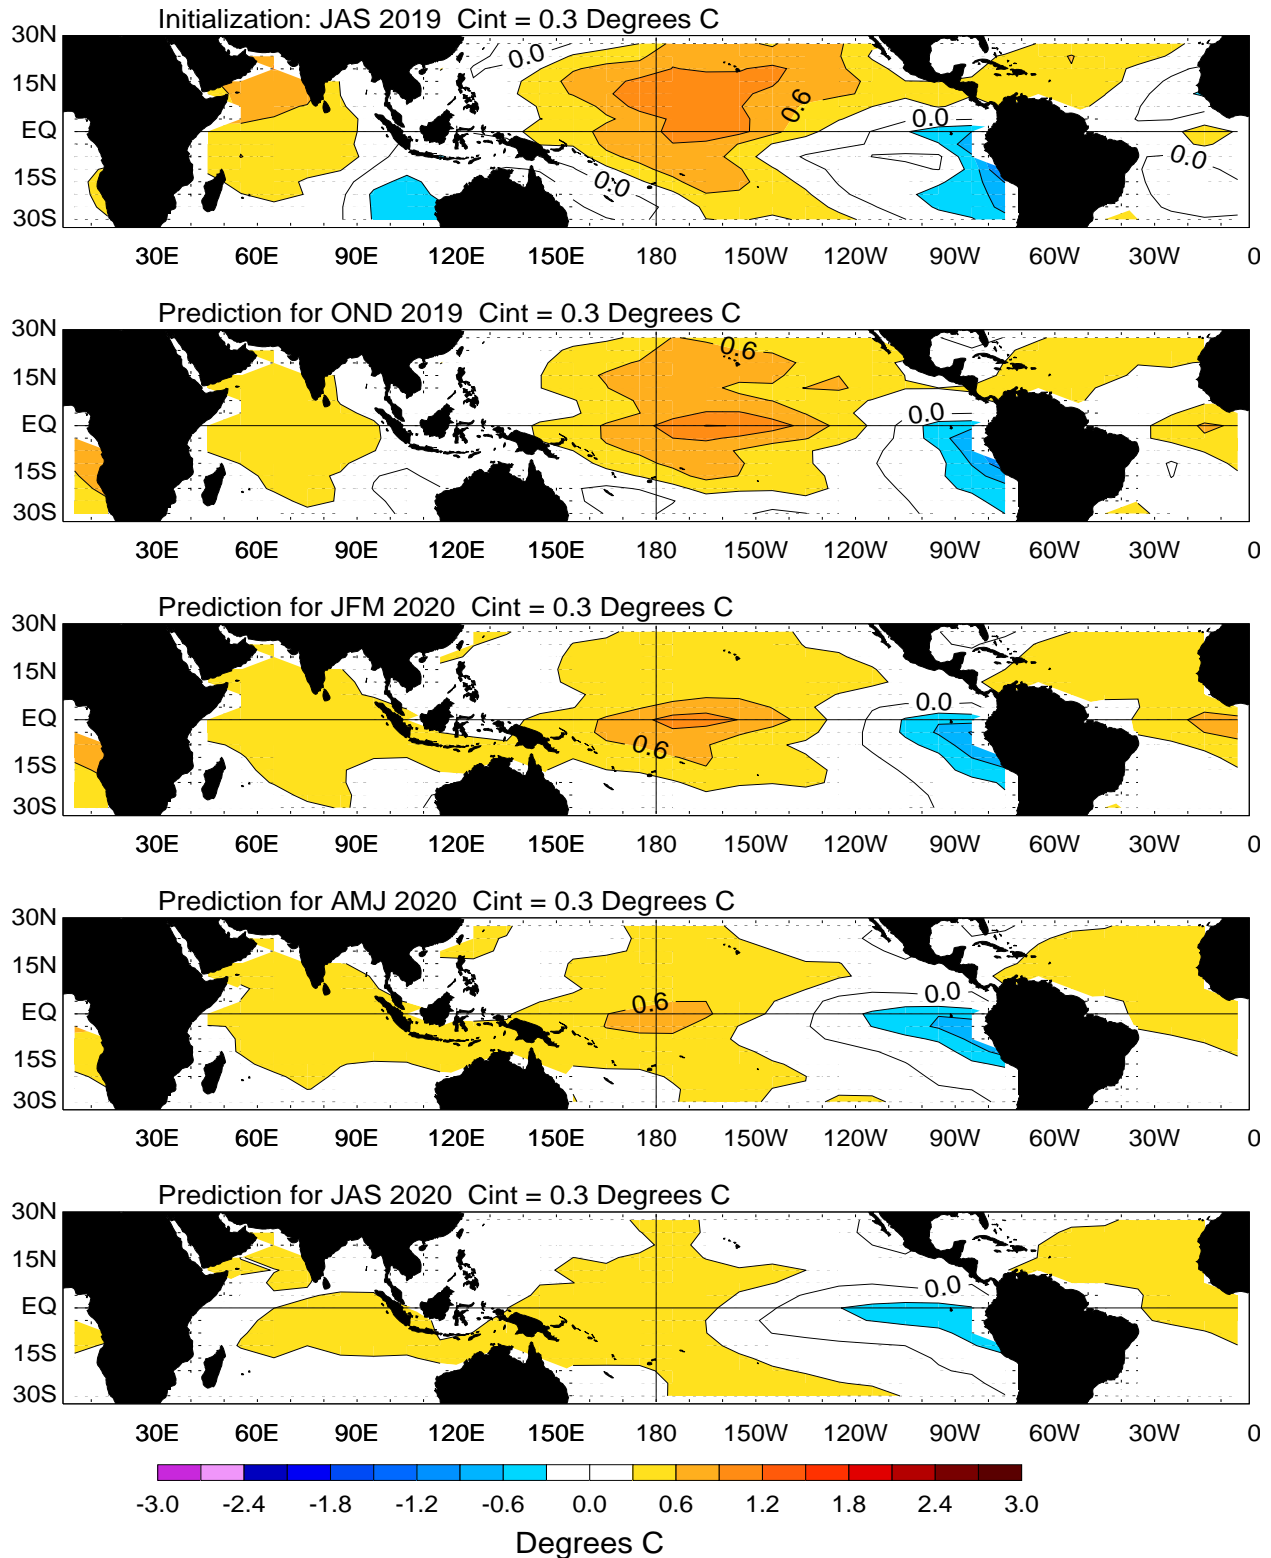 Initialization: JAS 2019  Cint = 0.3 Degrees C
30N
15N
EQ
15S
30S
0.0
0.6
0.0
0.0
0.0
30E 60E 90E 120E 150E 180 150W 120W 90W 60W 30W 0
Prediction for OND 2019  Cint = 0.3 Degrees C
30N
15N
EQ
15S
30S
0.6
0.0
30E 60E 90E 120E 150E 180 150W 120W 90W 60W 30W 0
Prediction for JFM 2020  Cint = 0.3 Degrees C
30N
15N
EQ
15S
30S
0.0
0.6
30E 60E 90E 120E 150E 180 150W 120W 90W 60W 30W 0
Prediction for AMJ 2020  Cint = 0.3 Degrees C
30N
15N
EQ
15S
30S
0.0
0.6
30E 60E 90E 120E 150E 180 150W 120W 90W 60W 30W 0
Prediction for JAS 2020  Cint = 0.3 Degrees C
30N
15N
EQ
15S
30S
0.0
30E 60E 90E 120E 150E 180 150W 120W 90W 60W 30W 0
-3.0 -2.4 -1.8 -1.2 -0.6 0.0 0.6 1.2 1.8 2.4 3.0
Degrees C